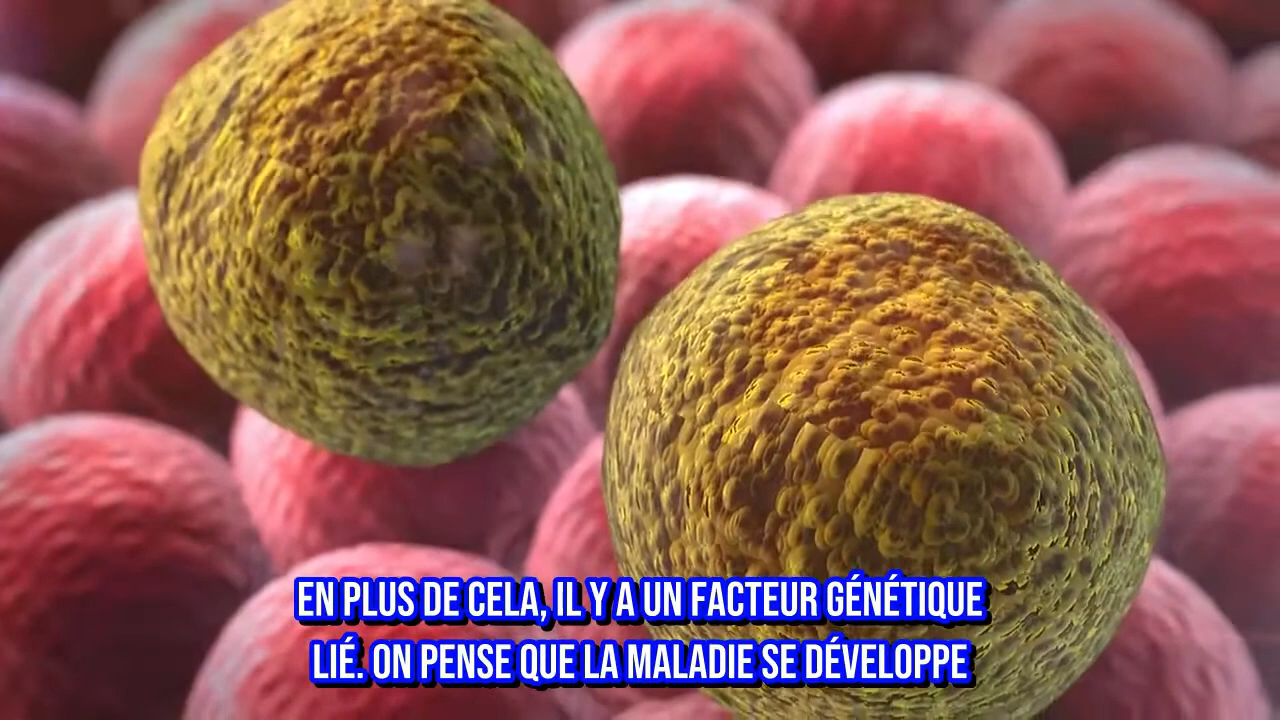 EN PLUS DE CELA, IL Y A UN FACTEUR GÉNÉTIQUE
LIÉ. ON PENSE QUE LA MALADIE SE DÉVELOPPE